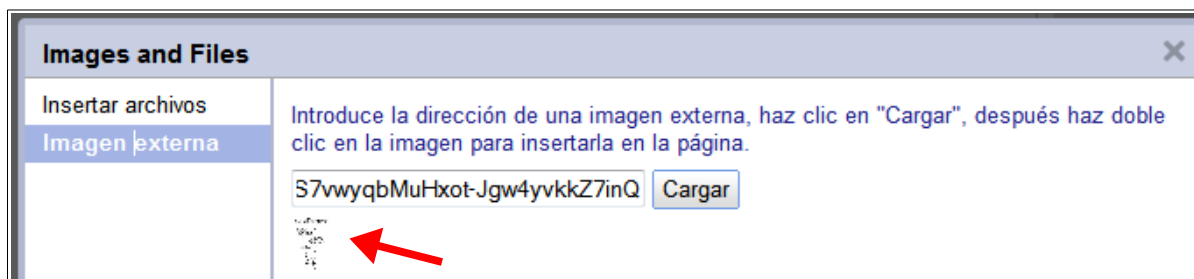 Images and Files
Insertar archivos
Imagen externa
Introduce la dirección de una imagen externa, haz clic en "Cargar", después haz doble
clic en la imagen para insertarla en la página.
S7vwyqbMuHxot-Jgw4yvkkZ7inQ Cargar